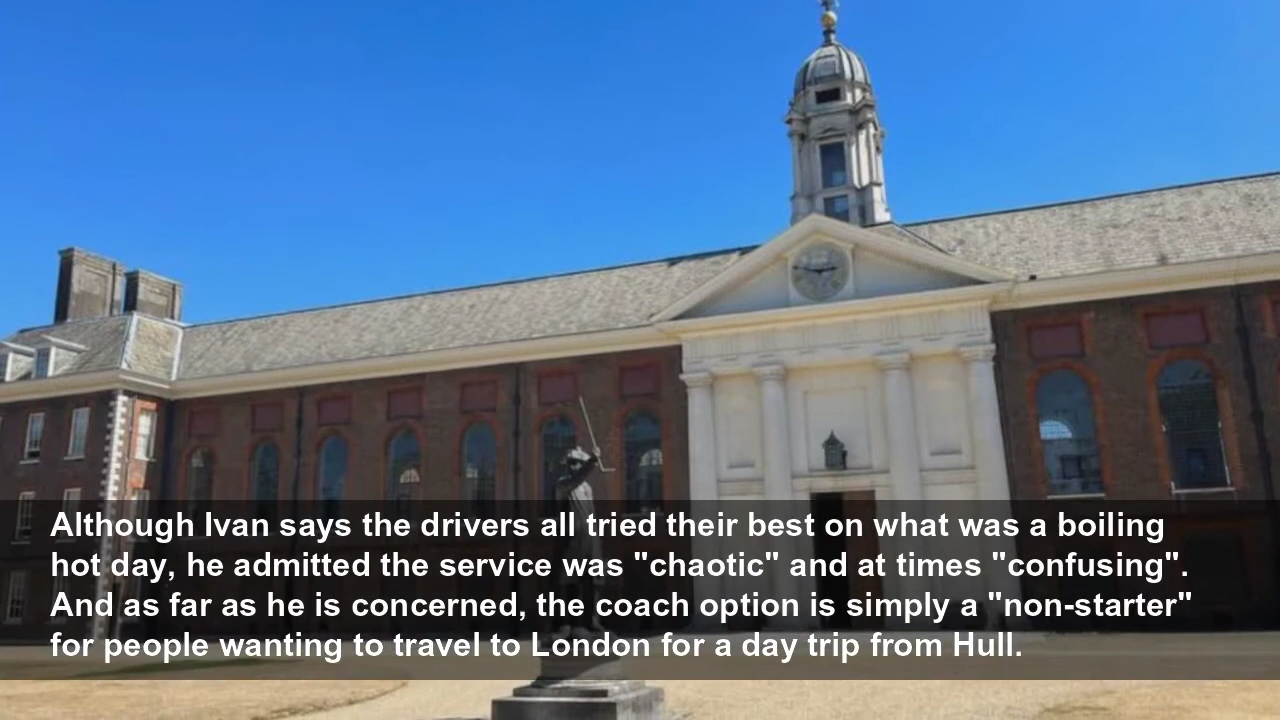 Although Ivan says the drivers all tried their best on what was a boiling
hot day, he admitted the service was "chaotic" and at times "confusing".
And as far as he is concerned, the coach option is simply a "non-starter"
for people wanting to travel to London for a day trip from Hull.